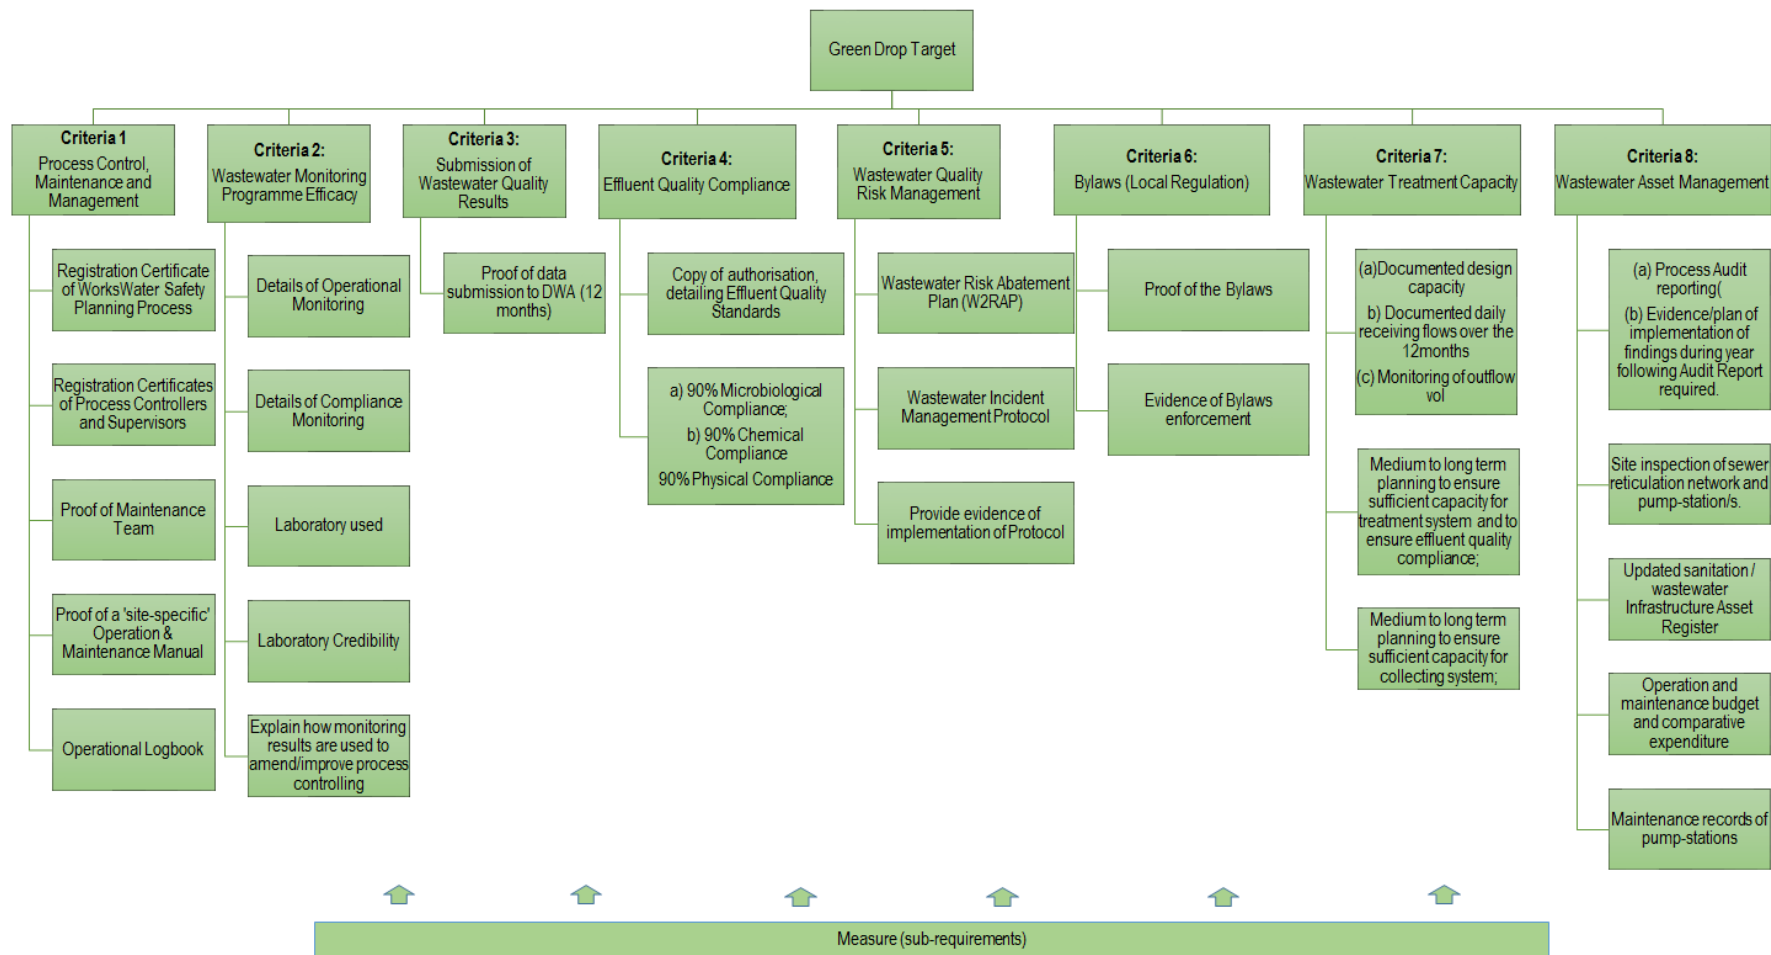 Green Drop Target
Criteria 1
Process Control,
Maintenance and
Management
Registration Certificate
of WorksWater Safety
Planning Process
Registration Certificates
of Process Controllers
and Supervisors
Proof of Maintenance
Team
Proof of a 'site-specific'
Operation &
Maintenance Manual
Operational Logbook
Criteria 2:
Wastewater Monitoring
Programme Efficacy
Details of Operational
Monitoring
Details of Compliance
Monitoring
Laboratory used
Laboratory Credibility
Explain how monitoring
results are used to
amend/improve process
controlling
Criteria 3:
Submission of
Wastewater Quality
Results
Proof of data
submission to DWA (12
months)
Criteria 4:
Effluent Quality Compliance
Copy of authorisation,
detailing Effluent Quality
Standards
a) 90% Microbiological
Compliance;
b) 90% Chemical
Compliance
90% Physical Compliance
Criteria 5:
Wastewater Quality
Risk Management
Wastewater Risk Abatement
Plan (W2RAP)
Wastewater Incident
Management Protocol
Provide evidence of
implementation of Protocol
Criteria 6:
Bylaws (Local Regulation)
Proof of the Bylaws
Evidence of Bylaws
enforcement
Criteria 7:
Wastewater Treatment Capacity
(a)Documented design
capacity
b) Documented daily
receiving flows over the
12months
(c) Monitoring of outflow
vol
Medium to long term
planning to ensure
sufficient capacity for
treatment system and to
ensure effluent quality
compliance;
Medium to long term
planning to ensure
sufficient capacity for
collecting system;
Criteria 8:
Wastewater Asset Management
(a) Process Audit
reporting(
(b) Evidence/plan of
implementation of
findings during year
following Audit Report
required.
Site inspection of sewer
reticulation network and
pump-station/s.
Updated sanitation /
wastewater
Infrastructure Asset
Register
Operation and
maintenance budget
and comparative
expenditure
Maintenance records of
pump-stations
Measure (sub-requirements)